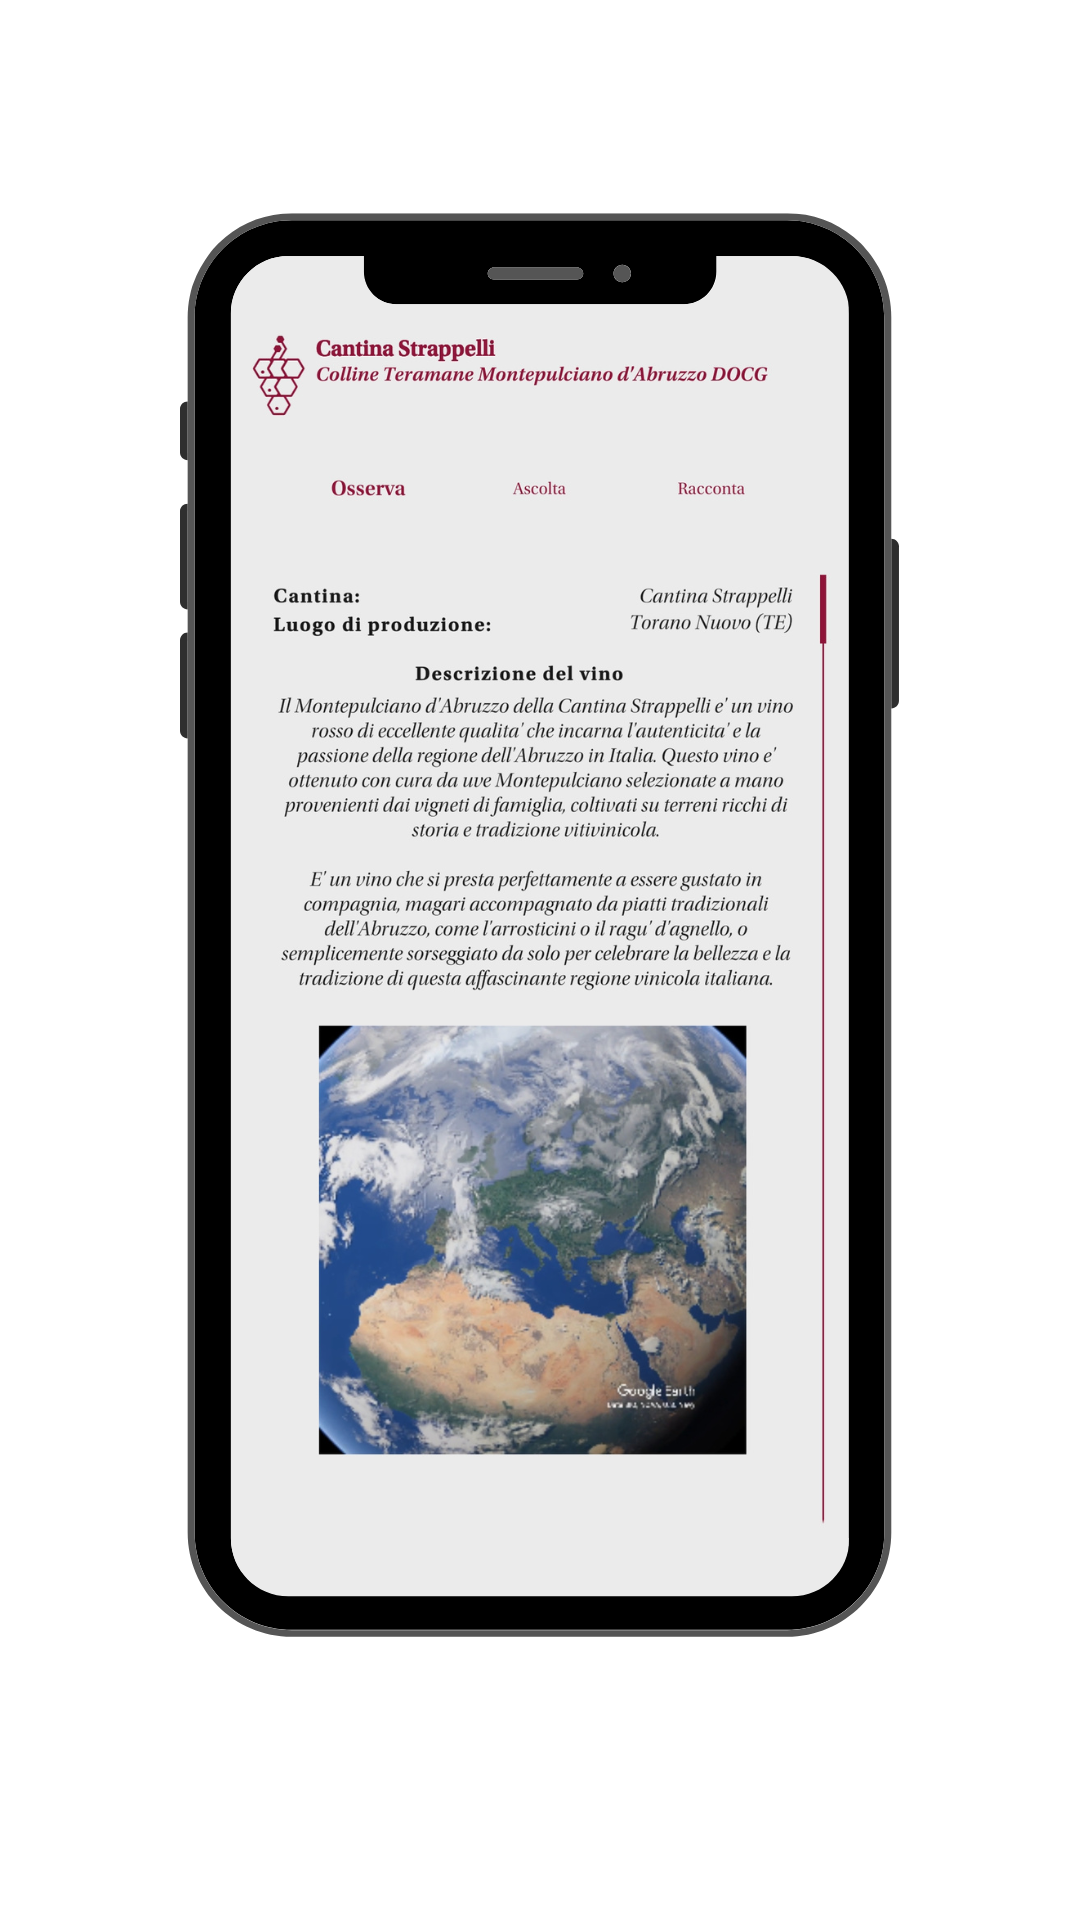 Cantina Strappelli
Colline Teramane Montepulciano d'Abruzzo DOCG
Osserva Ascolta Racconta
Cantina: Cantina Strappelli
Luogo di produzione: Torano Nuovo (TE)
Descrizione del vino
Il Montepulciano d'Abruzzo della Cantina Strappelli e' un vino
rosso di eccellente qualita' che incarna l'autenticita' e la
passione della regione dell'Abruzzo in Italia. Questo vino e'
ottenuto con cura da uve Montepulciano selezionate a mano
provenienti dai vigneti di famiglia, coltivati su terreni ricchi di
storia e tradizione vitivinicola.
E' un vino che si presta perfettamente a essere gustato in
compagnia, magari accompagnato da piatti tradizionali
dell'Abruzzo, come l'arrosticini o il ragu' d'agnello, o
semplicemente sorseggiato da solo per celebrare la bellezza e la
tradizione di questa affascinante regione vinicola italiana.
Google Earth